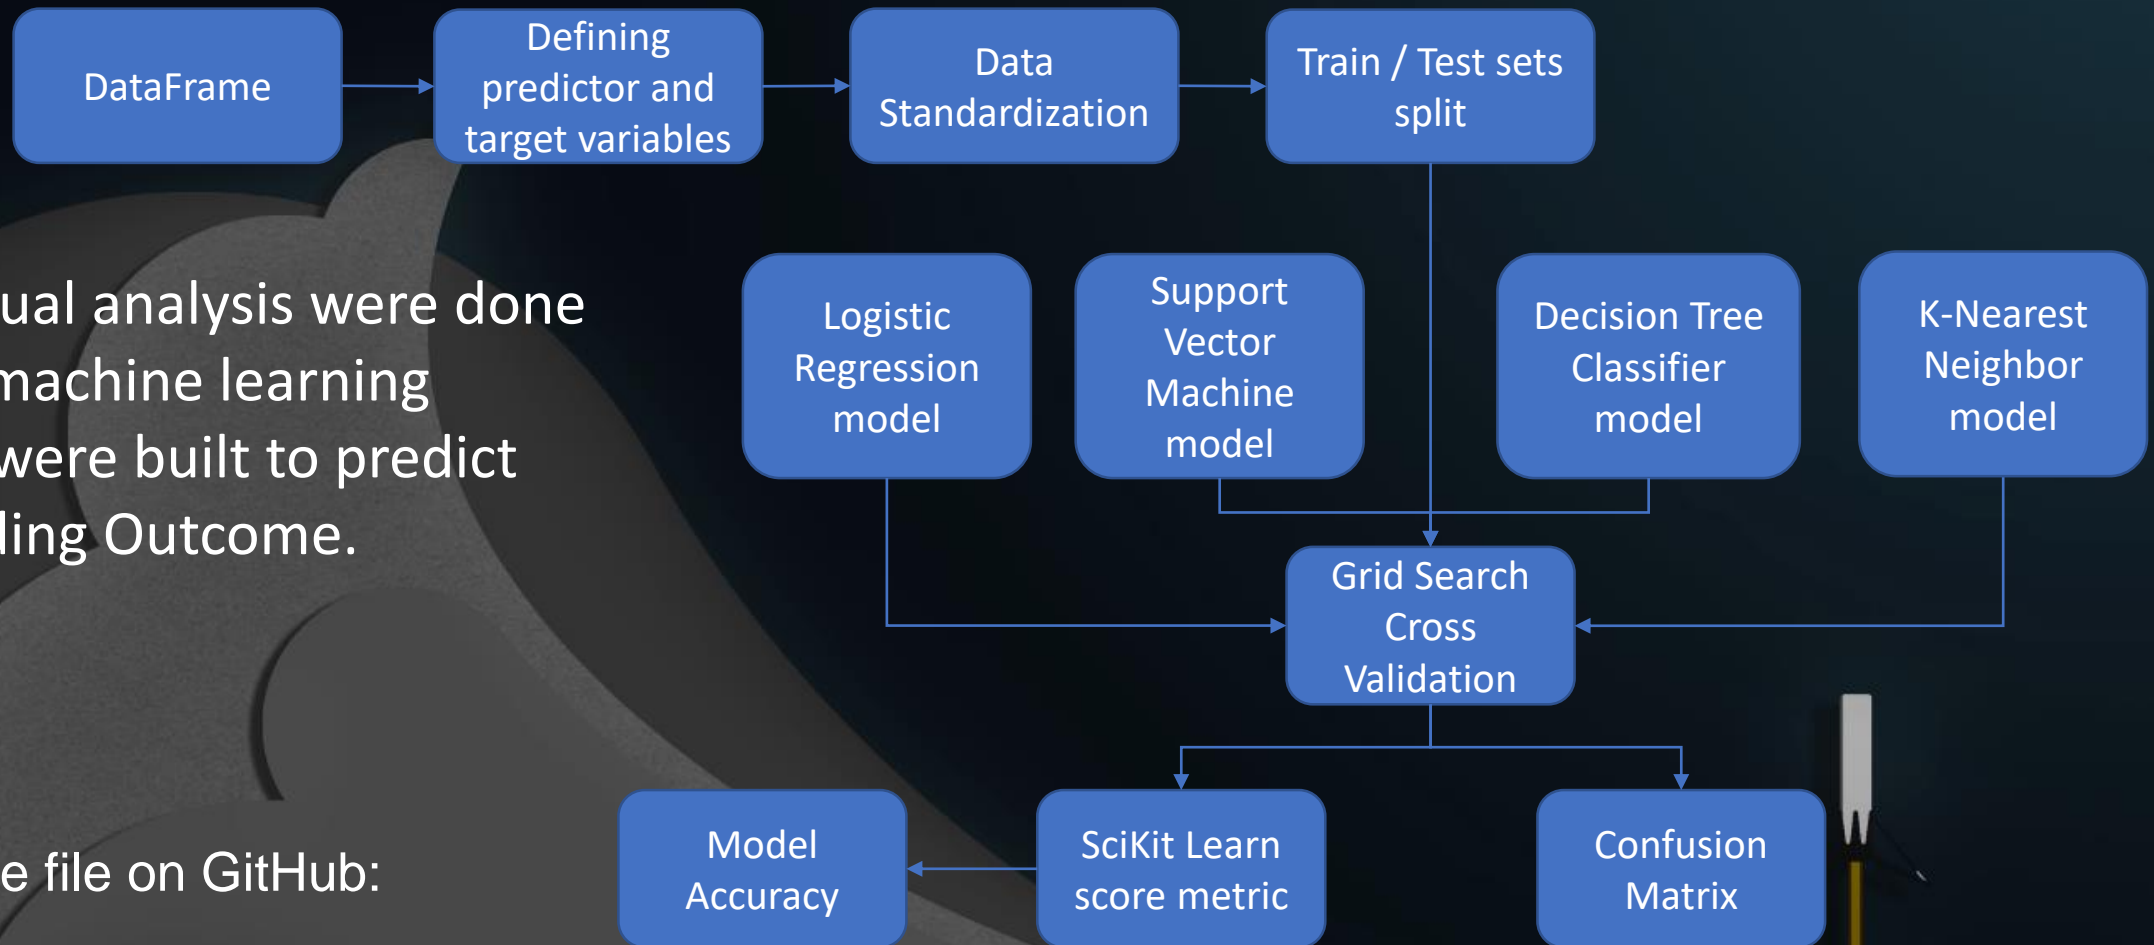 DataFrame
Defining
predictor and
target variables
Data
Standardization
Train / Test sets
split
ual analysis were done
machine learning
were built to predict
ding Outcome.
Logistic
Regression
model
Support
Vector
Machine
model
Decision Tree
Classifier
model
K-Nearest
Neighbor
model
Grid Search
Cross
Validation
e file on GitHub:
Model
Accuracy
SciKit Learn
score metric
Confusion
Matrix